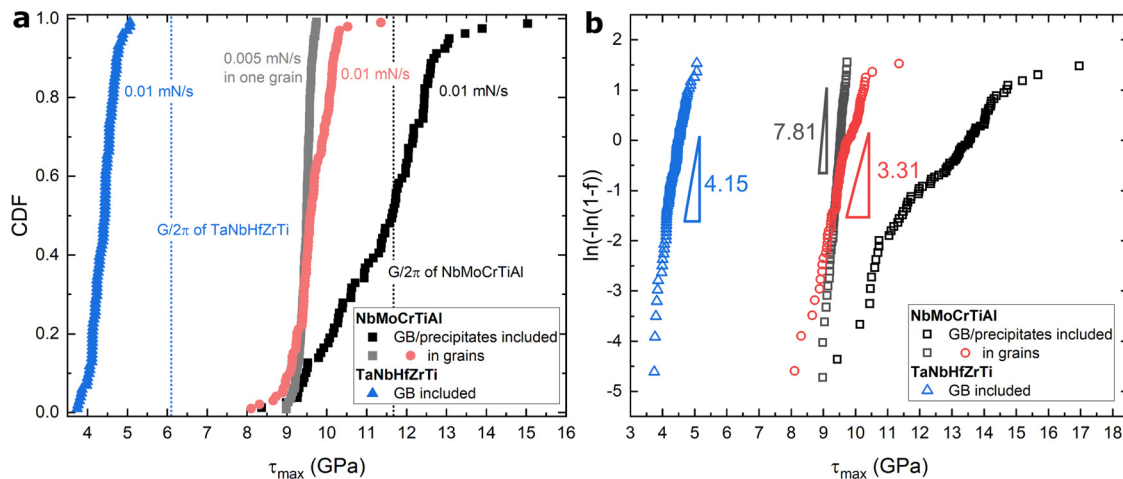 a
1.0
0.8
0.6
0.4
0.2
0.0
CDF
4 5 6 7 8 9 10 11 12 13 14 15 16
τmax (GPa)
0.01 mN/s
0.005 mN/s
in one grain
0.01 mN/s
0.01 mN/s
G/2π of TaNbHfZrTi
G/2π of NbMoCrTiAl
NbMoCrTiAl
GB/precipitates included
in grains
TaNbHfZrTi
GB included
b
2
1
0
-1
-2
-3
-4
-5
ln(-ln(1-f))
3 4 5 6 7 8 9 10 11 12 13 14 15 16 17 18
τmax (GPa)
4.15
7.81
3.31
NbMoCrTiAl
GB/precipitates included
in grains
TaNbHfZrTi
GB included